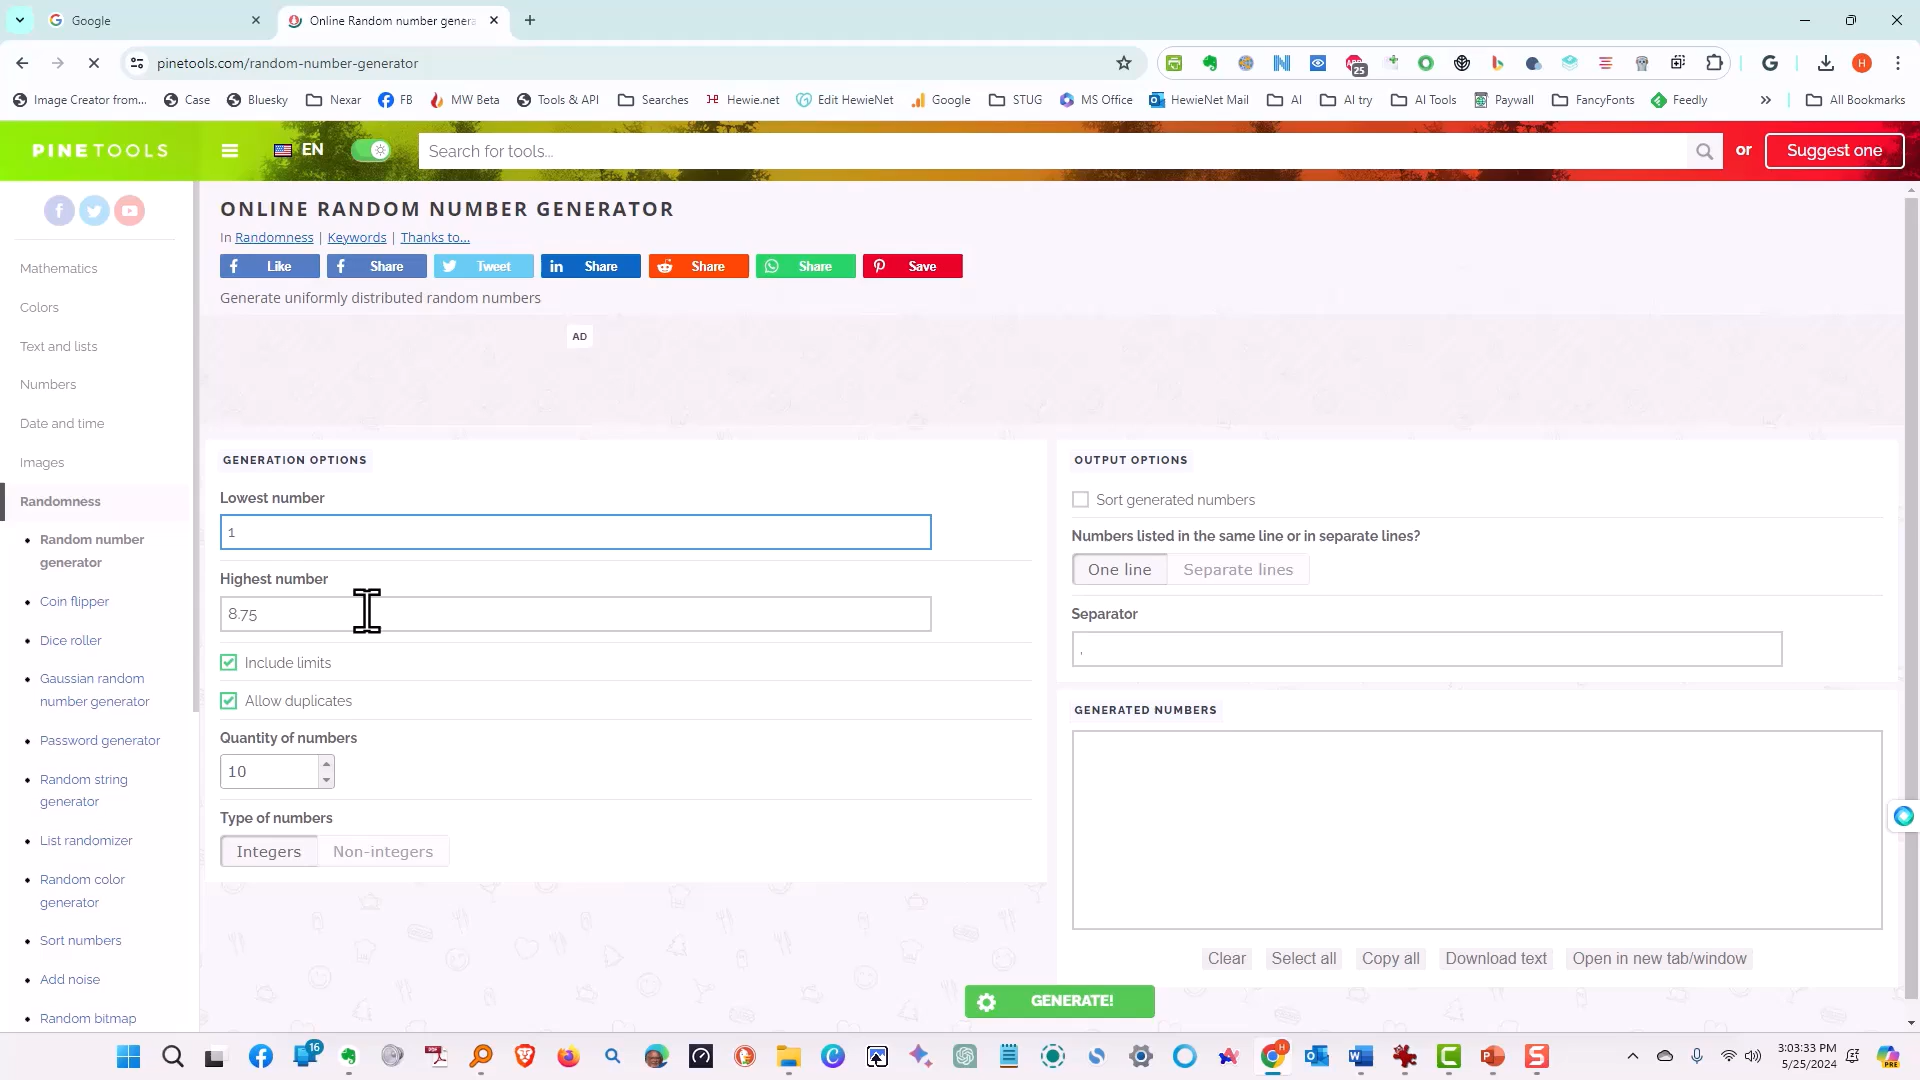 Google
Online Random number genera
pinetools.com/random-number-generator
25
H
Image Creator from...
Case
Bluesky
Nexar
FB
MW Beta
Tools & API
Searches
Hewie.net
Edit HewieNet
Google
STUG
MS Office
HewieNet Mail
AI
AI try
AI Tools
Paywall
FancyFonts
Feedly
All Bookmarks
PINETOOLS
EN
Search for tools...
or
Suggest one
Mathematics
Colors
Text and lists
Numbers
Date and time
Images
Randomness
Random number
generator
Coin flipper
Dice roller
Gaussian random
number generator
Password generator
Random string
generator
List randomizer
Random color
generator
Sort numbers
Add noise
Random bitmap
ONLINE RANDOM NUMBER GENERATOR
In Randomness | Keywords | Thanks to...
Like
Share
Tweet
Share
Share
Share
Save
Generate uniformly distributed random numbers
AD
GENERATION OPTIONS
Lowest number
1
Highest number
8.75
Include limits
Allow duplicates
Quantity of numbers
10
Type of numbers
Integers
Non-integers
OUTPUT OPTIONS
Sort generated numbers
Numbers listed in the same line or in separate lines?
One line
Separate lines
Separator
,
GENERATED NUMBERS
Clear
Select all
Copy all
Download text
Open in new tab/window
GENERATE!
16
H
3:03:33 PM
5/25/2024
PRE